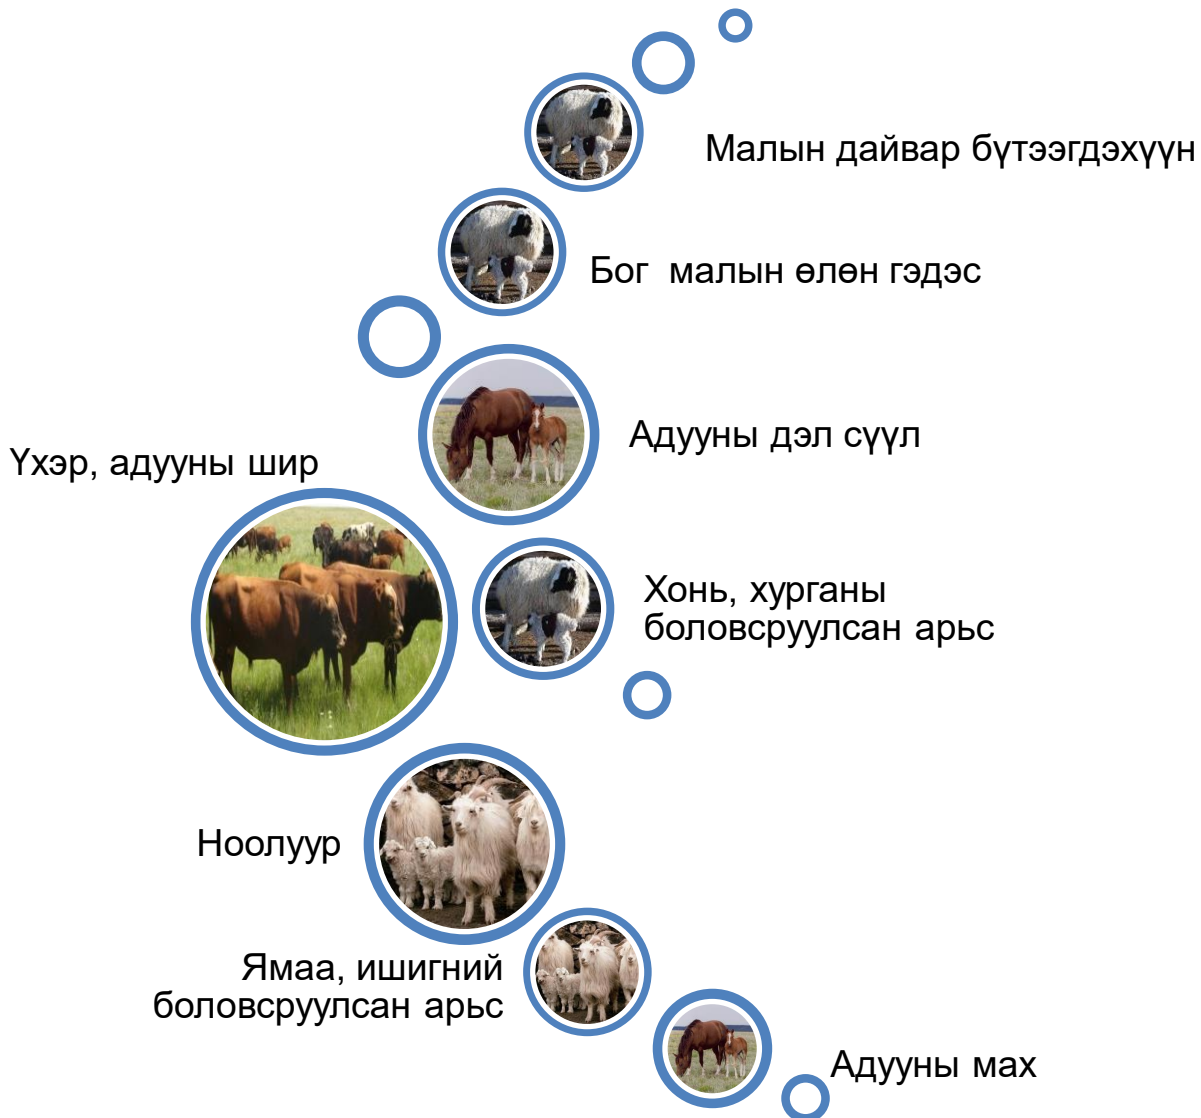 Малын дайвар бүтээгдэхүүн
Бог малын өлөн гэдэс
Адууны дэл сүүл
Үхэр, адууны шир
Хонь, хурганы
боловсруулсан арьс
Ноолуур
Ямаа, ишигний
боловсруулсан арьс
Адууны мах